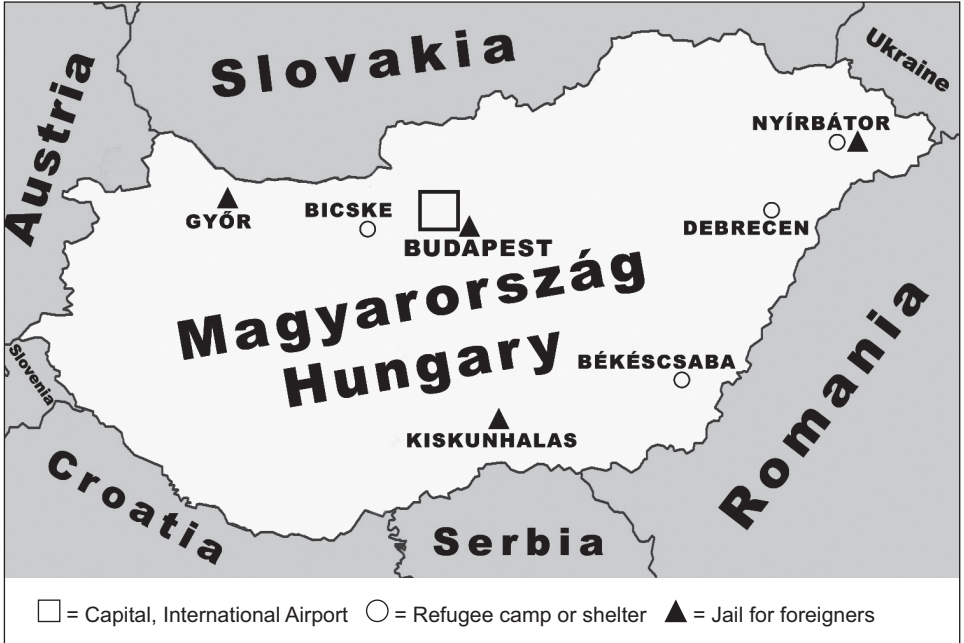 Slovakia
Ukraine
Austria
NYÍRBÁTOR
GYŐR
BICSKE
DEBRECEN
BUDAPEST
Magyarország
Hungary
BÉKÉSCSABA
Slovenia
Romania
KISKUNHALAS
Croatia
Serbia
= Capital, International Airport = Refugee camp or shelter = Jail for foreigners